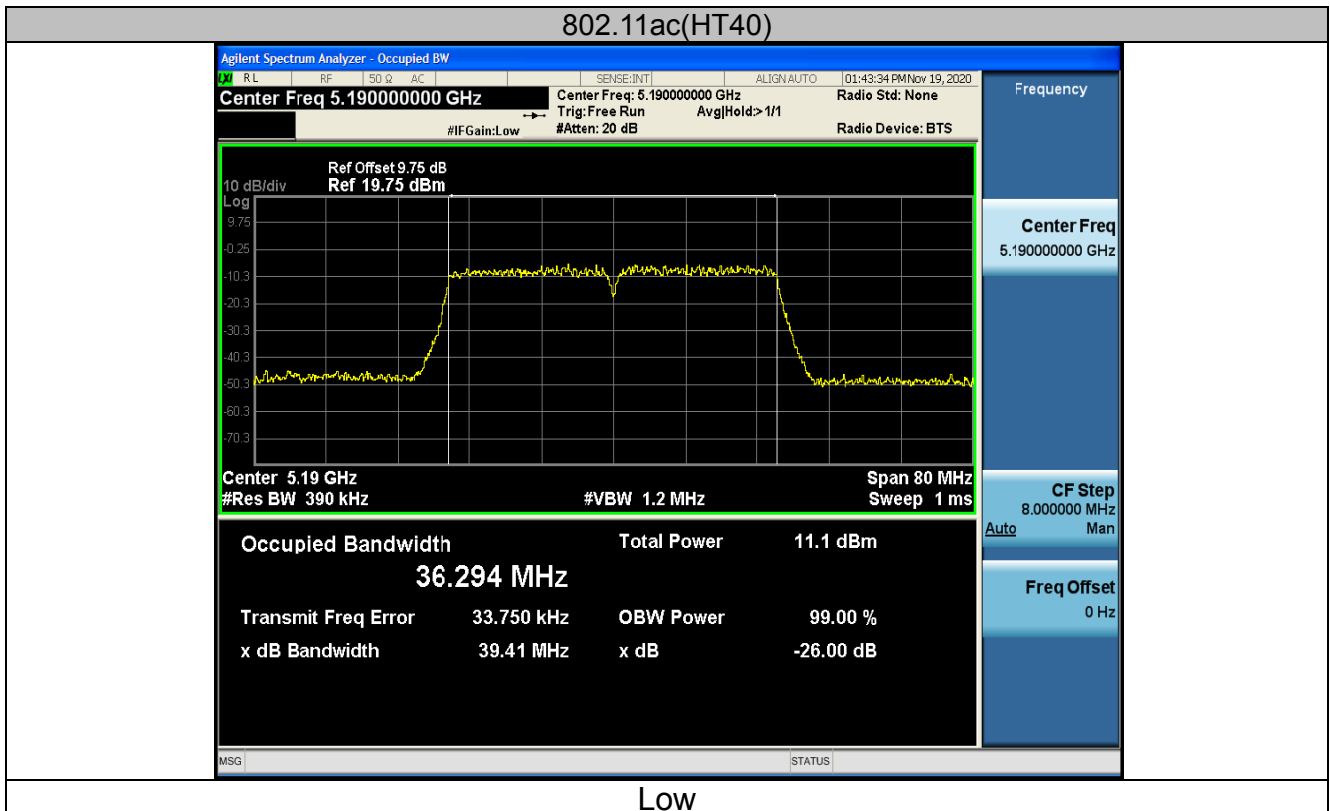 802.11ac(HT40)
Agilent Spectrum Analyzer - Occupied BW
LXI RL RF 50 Ω AC SENSE:INT ALIGN AUTO 01:43:34 PM Nov 19, 2020
Center Freq 5.190000000 GHz
Center Freq: 5.190000000 GHz
Radio Std: None
Trig: Free Run Avg|Hold:>1/1
#IFGain:Low
#Atten: 20 dB
Radio Device: BTS
Ref Offset 9.75 dB
10 dB/div Ref 19.75 dBm
Log
9.75
-0.25
-10.3
-20.3
-30.3
-40.3
-50.3
-60.3
-70.3
Center 5.19 GHz Span 80 MHz
#Res BW 390 kHz #VBW 1.2 MHz Sweep 1 ms
Occupied Bandwidth Total Power 11.1 dBm
36.294 MHz
Transmit Freq Error 33.750 kHz OBW Power 99.00 %
x dB Bandwidth 39.41 MHz x dB -26.00 dB
MSG STATUS
Frequency
Center Freq
5.190000000 GHz
CF Step
8.000000 MHz
Auto Man
Freq Offset
0 Hz
Low